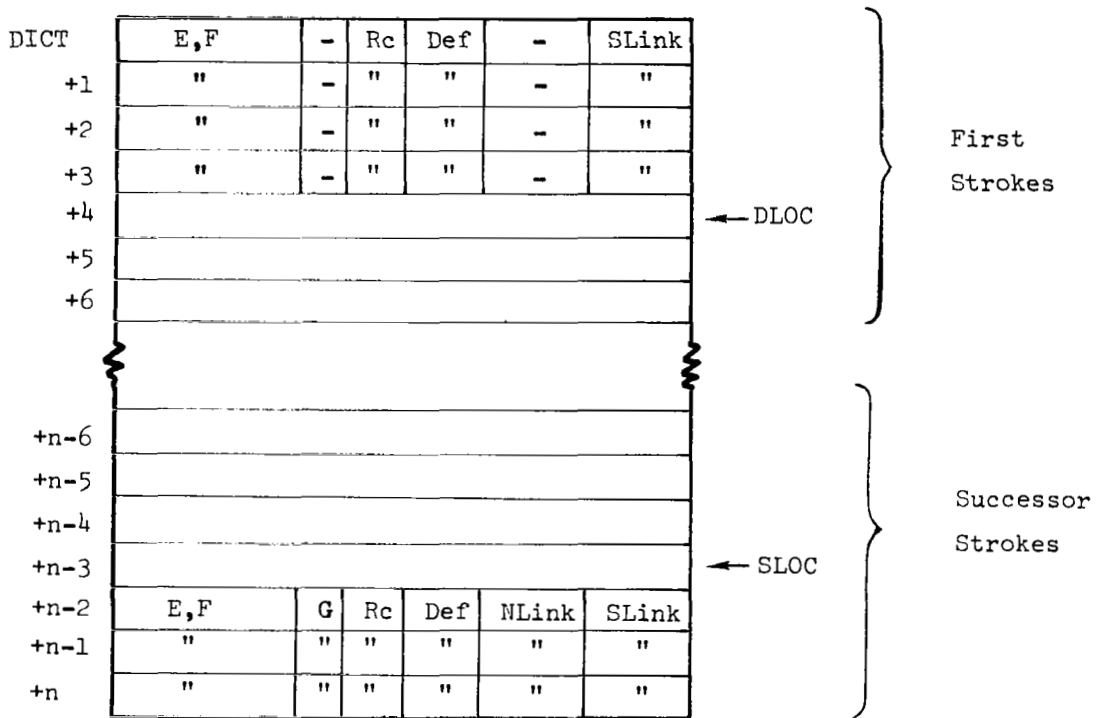 DICT E,F - Rc Def - SLink
+1 " - " " - "
+2 " - " " - "
+3 " - " " - "
First
Strokes
+4
DLOC
+5
+6
+n-6
+n-5
+n-4
+n-3
SLOC
Successor
Strokes
+n-2 E,F G Rc Def NLink SLink
+n-1 " " " " " "
+n " " " " " "